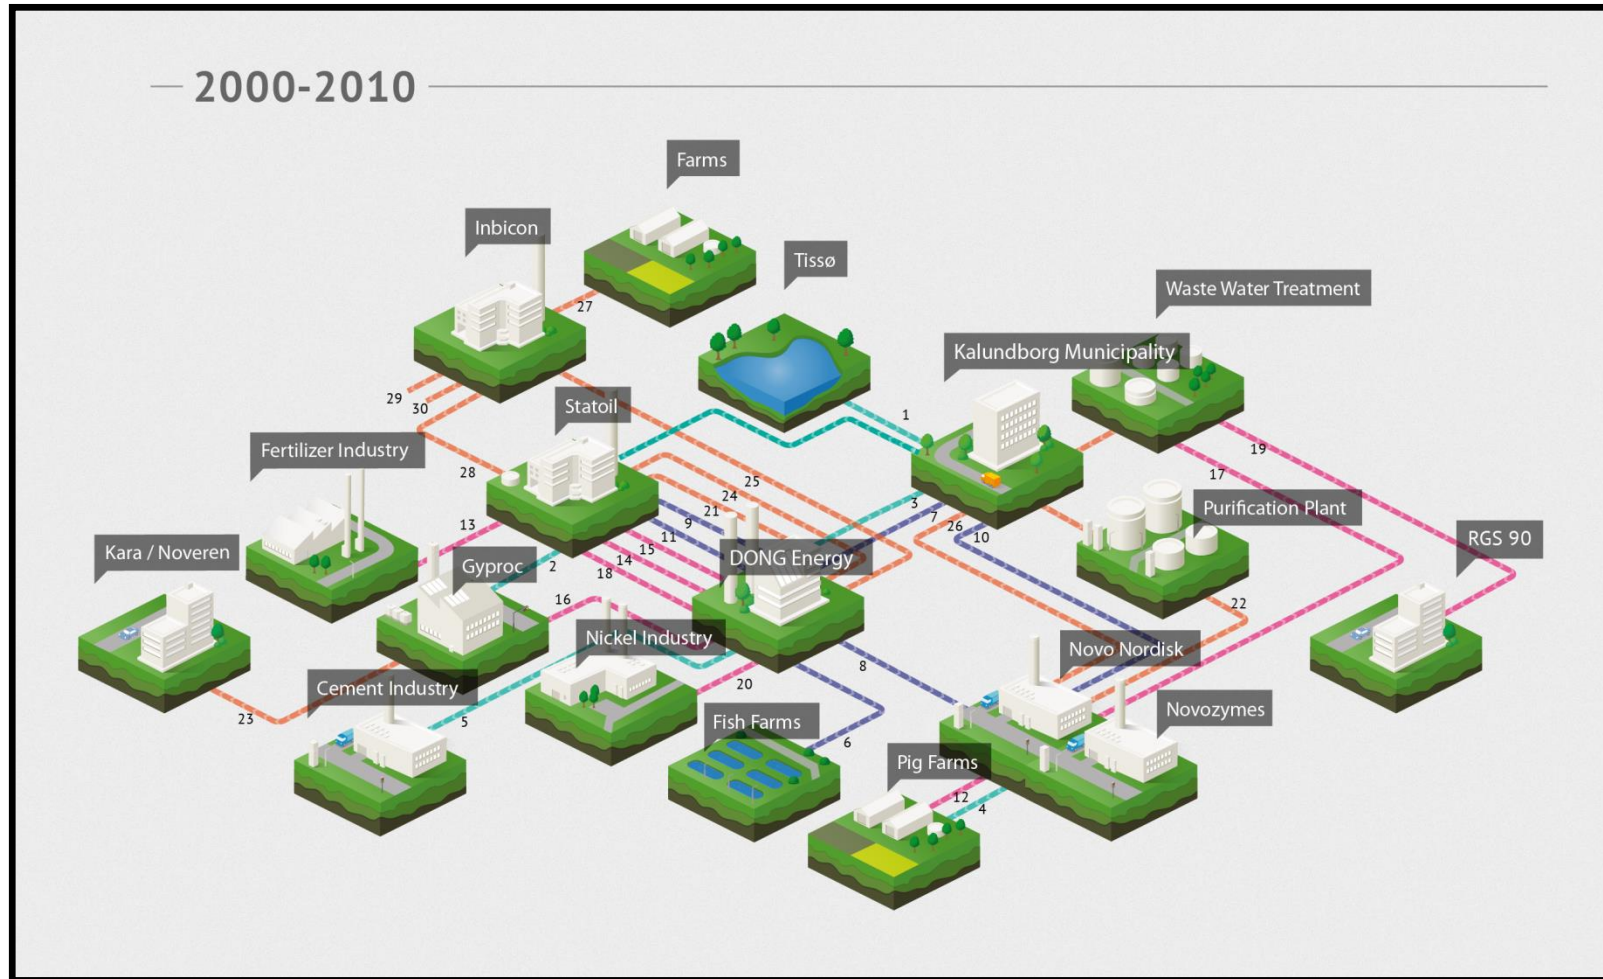 2000-2010
Farms
Inbicon
Tissø
Waste Water Treatment
Kalundborg Municipality
27
29
30
Statoil
1
Fertilizer Industry
19
17
28
25
24
3
7
26
10
21
9
13
11
15
14
18
2
Kara / Noveren
Gyproc
DONG Energy
Purification Plant
RGS 90
16
22
Nickel Industry
8
Novo Nordisk
Cement Industry
20
23
5
Fish Farms
6
Novozymes
Pig Farms
12
4